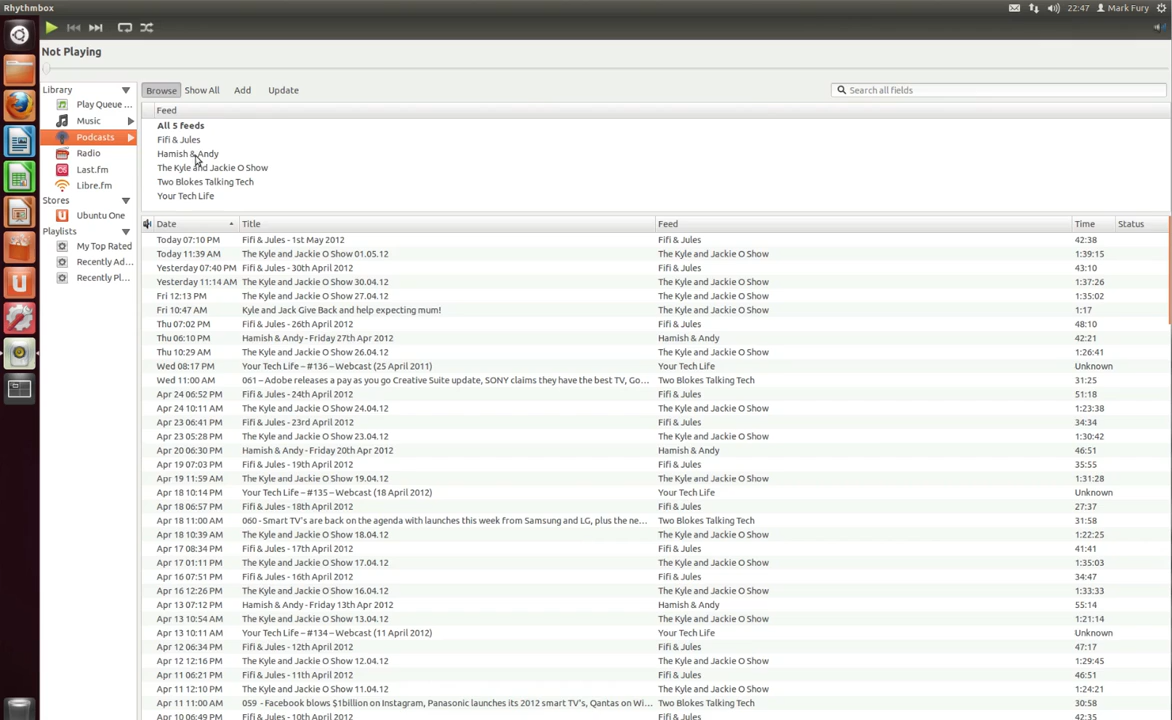 Rhythmbox 22:47 Mark Fury
Not Playing
Library
Play Queue ...
Music
Podcasts
Radio
Last.fm
Libre.fm
Stores
Ubuntu One
Playlists
My Top Rated
Recently Ad...
Recently Pl...
Browse Show All Add Update Search all fields
Feed
All 5 feeds
Fifi & Jules
Hamish & Andy
The Kyle and Jackie O Show
Two Blokes Talking Tech
Your Tech Life
Date Title Feed Time Status
Today 07:10 PM Fifi & Jules - 1st May 2012 Fifi & Jules 42:38
Today 11:39 AM The Kyle and Jackie O Show 01.05.12 The Kyle and Jackie O Show 1:39:15
Yesterday 07:40 PM Fifi & Jules - 30th April 2012 Fifi & Jules 43:10
Yesterday 11:14 AM The Kyle and Jackie O Show 30.04.12 The Kyle and Jackie O Show 1:37:26
Fri 12:13 PM The Kyle and Jackie O Show 27.04.12 The Kyle and Jackie O Show 1:35:02
Fri 10:47 AM Kyle and Jack Give Back and help expecting mum! The Kyle and Jackie O Show 1:17
Thu 07:02 PM Fifi & Jules - 26th April 2012 Fifi & Jules 48:10
Thu 06:10 PM Hamish & Andy - Friday 27th Apr 2012 Hamish & Andy 42:21
Thu 10:29 AM The Kyle and Jackie O Show 26.04.12 The Kyle and Jackie O Show 1:26:41
Wed 08:17 PM Your Tech Life – #136 – Webcast (25 April 2011) Your Tech Life Unknown
Wed 11:00 AM 061 – Adobe releases a pay as you go Creative Suite update, SONY claims they have the best TV, Go... Two Blokes Talking Tech 31:25
Apr 24 06:52 PM Fifi & Jules - 24th April 2012 Fifi & Jules 51:18
Apr 24 10:11 AM The Kyle and Jackie O Show 24.04.12 The Kyle and Jackie O Show 1:23:38
Apr 23 06:41 PM Fifi & Jules - 23rd April 2012 Fifi & Jules 34:34
Apr 23 05:28 PM The Kyle and Jackie O Show 23.04.12 The Kyle and Jackie O Show 1:30:42
Apr 20 06:30 PM Hamish & Andy - Friday 20th Apr 2012 Hamish & Andy 46:51
Apr 19 07:03 PM Fifi & Jules - 19th April 2012 Fifi & Jules 35:55
Apr 19 11:59 AM The Kyle and Jackie O Show 19.04.12 The Kyle and Jackie O Show 1:31:28
Apr 18 10:14 PM Your Tech Life – #135 – Webcast (18 April 2012) Your Tech Life Unknown
Apr 18 06:57 PM Fifi & Jules - 18th April 2012 Fifi & Jules 27:37
Apr 18 11:00 AM 060 - Smart TV's are back on the agenda with launches this week from Samsung and LG, plus the ne... Two Blokes Talking Tech 31:58
Apr 18 10:39 AM The Kyle and Jackie O Show 18.04.12 The Kyle and Jackie O Show 1:22:25
Apr 17 08:34 PM Fifi & Jules - 17th April 2012 Fifi & Jules 41:41
Apr 17 01:11 PM The Kyle and Jackie O Show 17.04.12 The Kyle and Jackie O Show 1:35:03
Apr 16 07:51 PM Fifi & Jules - 16th April 2012 Fifi & Jules 34:47
Apr 16 12:26 PM The Kyle and Jackie O Show 16.04.12 The Kyle and Jackie O Show 1:33:33
Apr 13 07:12 PM Hamish & Andy - Friday 13th Apr 2012 Hamish & Andy 55:14
Apr 13 10:54 AM The Kyle and Jackie O Show 13.04.12 The Kyle and Jackie O Show 1:21:14
Apr 13 10:11 AM Your Tech Life – #134 – Webcast (11 April 2012) Your Tech Life Unknown
Apr 12 06:34 PM Fifi & Jules - 12th April 2012 Fifi & Jules 47:17
Apr 12 12:16 PM The Kyle and Jackie O Show 12.04.12 The Kyle and Jackie O Show 1:29:45
Apr 11 06:21 PM Fifi & Jules - 11th April 2012 Fifi & Jules 46:51
Apr 11 12:10 PM The Kyle and Jackie O Show 11.04.12 The Kyle and Jackie O Show 1:24:21
Apr 11 11:00 AM 059 - Facebook blows $1billion on Instagram, Panasonic launches its 2012 smart TV's, Qantas on Wi... Two Blokes Talking Tech 30:58
Apr 10 06:49 PM Fifi & Jules - 10th April 2012 Fifi & Jules 42:35